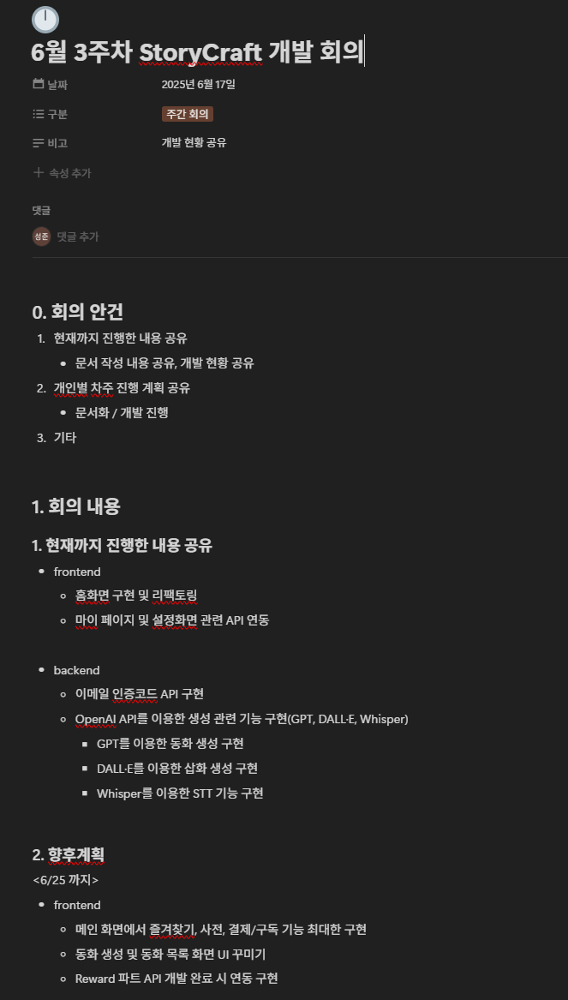 6월 3주차 StoryCraft 개발 회의
날짜 2025년 6월 17일
구분 주간 회의
비고 개발 현황 공유
속성 추가
댓글
성준 댓글 추가
0. 회의 안건
1. 현재까지 진행한 내용 공유
• 문서 작성 내용 공유, 개발 현황 공유
2. 개인별 차주 진행 계획 공유
• 문서화 / 개발 진행
3. 기타
1. 회의 내용
1. 현재까지 진행한 내용 공유
• frontend
◦ 홈화면 구현 및 리팩토링
◦ 마이 페이지 및 설정화면 관련 API 연동
• backend
◦ 이메일 인증코드 API 구현
◦ OpenAI API를 이용한 생성 관련 기능 구현(GPT, DALL·E, Whisper)
▪ GPT를 이용한 동화 생성 구현
▪ DALL·E를 이용한 삽화 생성 구현
▪ Whisper를 이용한 STT 기능 구현
2. 향후계획
<6/25 까지>
• frontend
◦ 메인 화면에서 즐겨찾기, 사전, 결제/구독 기능 최대한 구현
◦ 동화 생성 및 동화 목록 화면 UI 꾸미기
◦ Reward 파트 API 개발 완료 시 연동 구현